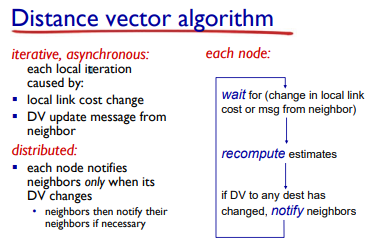 Distance vector algorithm
iterative, asynchronous:
each local iteration
caused by:
▪ local link cost change
▪ DV update message from
neighbor
distributed:
▪ each node notifies
neighbors only when its
DV changes
• neighbors then notify their
neighbors if necessary
each node:
wait for (change in local link
cost or msg from neighbor)
recompute estimates
if DV to any dest has
changed, notify neighbors